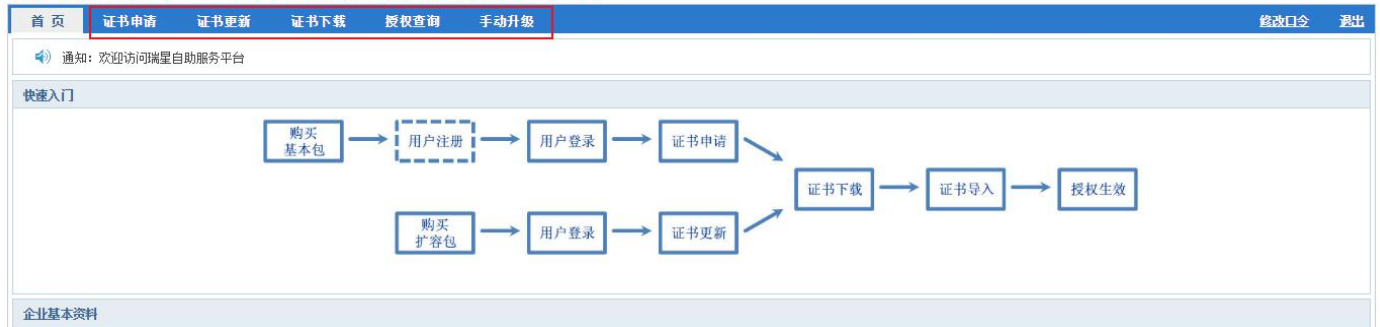 首 页 证书申请 证书更新 证书下载 授权查询 手动升级 修改口令 退出
通知：欢迎访问瑞星自助服务平台
快速入门
购买
基本包
用户注册
用户登录
证书申请
证书下载
证书导入
授权生效
购买
扩容包
用户登录
证书更新
企业基本资料